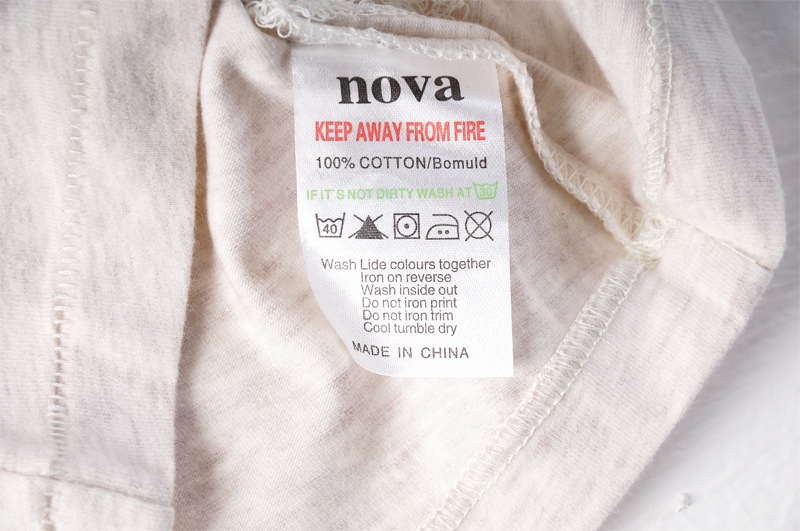 nova
KEEP AWAY FROM FIRE
100% COTTON/Bomuld
IF IT`S NOT DIRTY WASH AT 30
40
Wash Lide colours together
Iron on reverse
Wash inside out
Do not iron print
Do not iron trim
Cool tumble dry
MADE IN CHINA